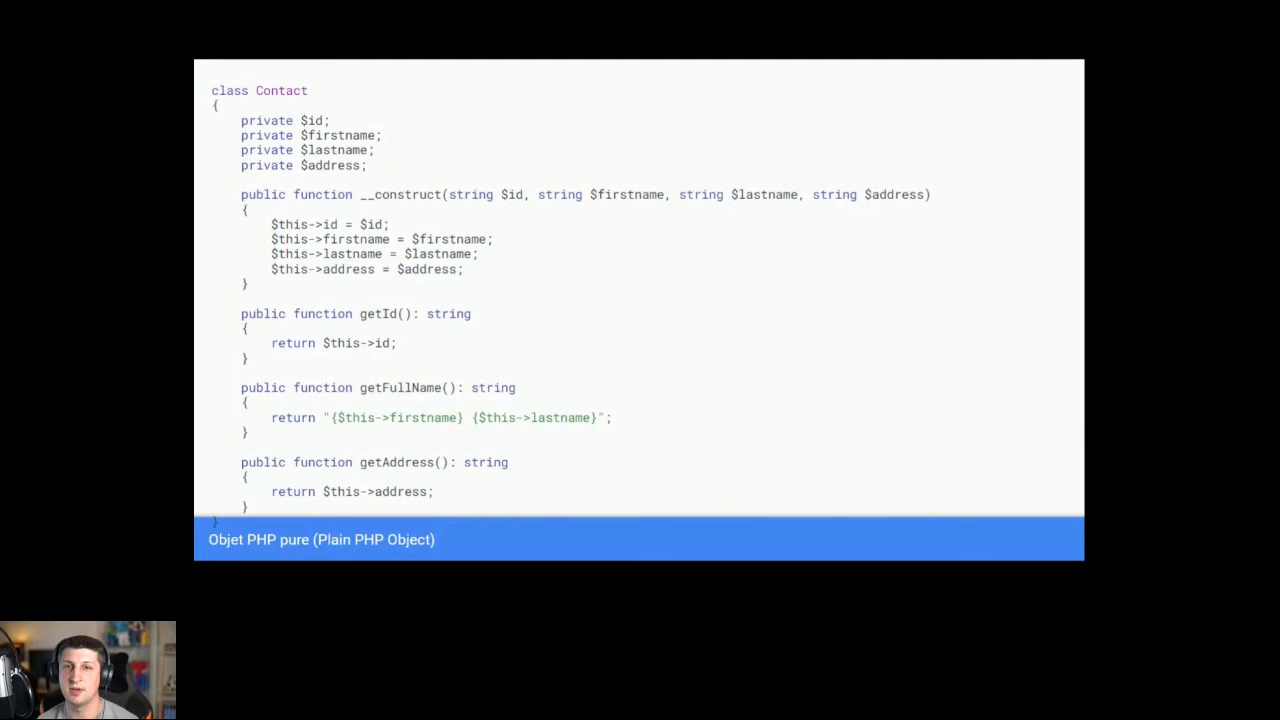 class Contact
{
    private $id;
    private $firstname;
    private $lastname;
    private $address;
    public function __construct(string $id, string $firstname, string $lastname, string $address)
    {
        $this->id = $id;
        $this->firstname = $firstname;
        $this->lastname = $lastname;
        $this->address = $address;
    }
    public function getId(): string
    {
        return $this->id;
    }
    public function getFullName(): string
    {
        return "{$this->firstname} {$this->lastname}";
    }
    public function getAddress(): string
    {
        return $this->address;
    }
}
Objet PHP pure (Plain PHP Object)